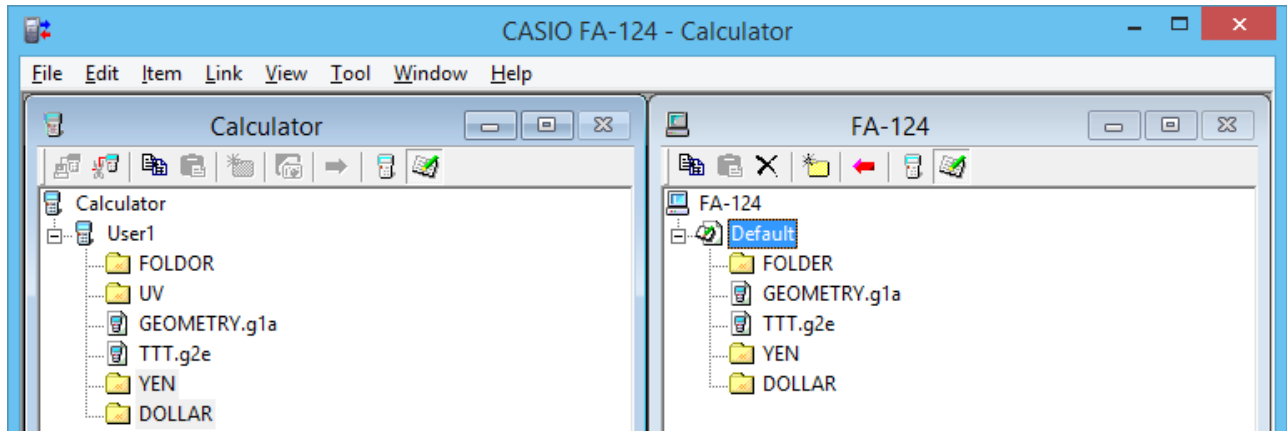 CASIO FA-124 - Calculator
File Edit Item Link View Tool Window Help
Calculator
Calculator
User1
FOLDOR
UV
GEOMETRY.g1a
TTT.g2e
YEN
DOLLAR
FA-124
FA-124
Default
FOLDER
GEOMETRY.g1a
TTT.g2e
YEN
DOLLAR